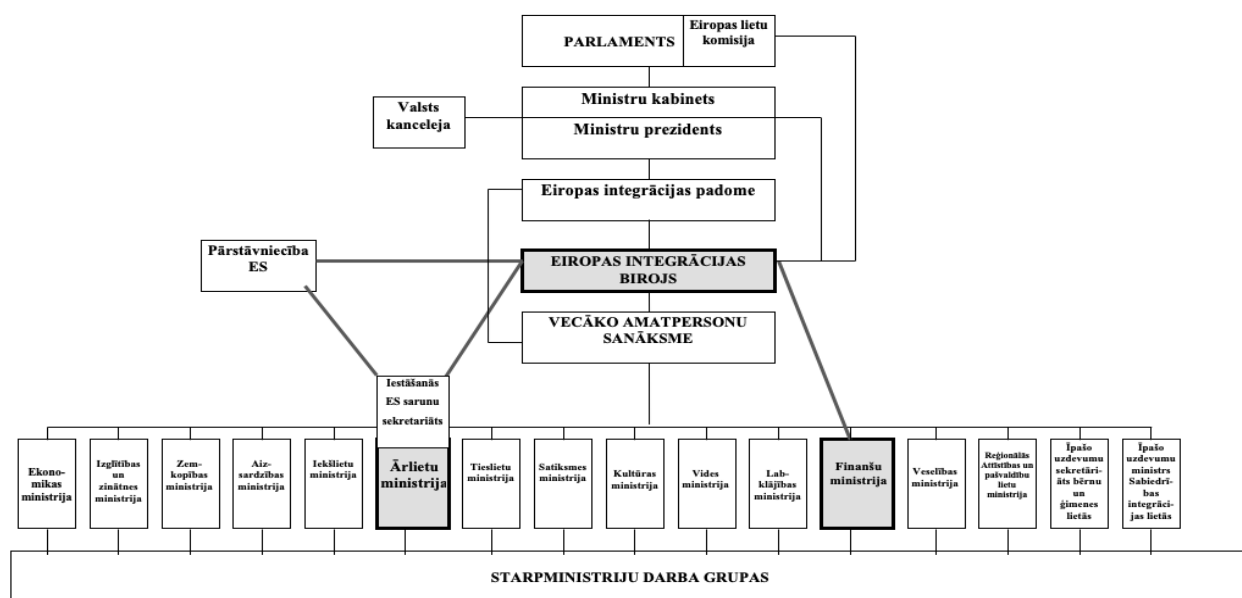 PARLAMENTS
Eiropas lietu
komisija
Valsts
kanceleja
Ministru kabinets
Ministru prezidents
Eiropas integrācijas padome
Pārstāvniecība
ES
EIROPAS INTEGRĀCIJAS
BIROJS
VECĀKO AMATPERSONU
SANĀKSME
Iestāšanās
ES sarunu
sekretariāts
Ekono-
mikas
ministrija
Izglītības
un
zinātnes
ministrija
Zem-
kopības
ministrija
Aiz-
sardzības
ministrija
Iekšlietu
ministrija
Ārlietu
ministrija
Tieslietu
ministrija
Satiksmes
ministrija
Kultūras
ministrija
Vides
ministrija
Lab-
klājības
ministrija
Finanšu
ministrija
Veselības
ministrija
Reģionālās
Attīstības un
pašvaldību
lietu
ministrija
Īpašo
uzdevumu
sekretāri-
āts bērnu
un
ģimenes
lietās
Īpašo
uzdevumu
ministrs
Sabiedrī-
bas
integrāci-
jas lietās
STARPMINISTRIJU DARBA GRUPAS